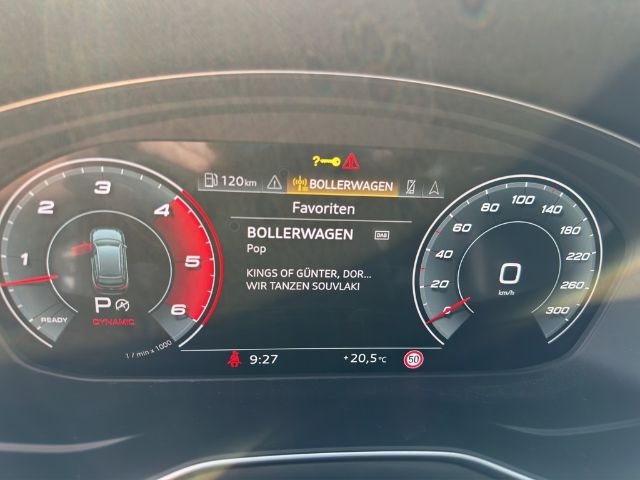 ?
120km BOLLERWAGEN
Favoriten
BOLLERWAGEN DAB
Pop
KINGS OF GÜNTER, DOR...
WIR TANZEN SOUVLAKI
1 2 3 4 5 6
READY
P
DYNAMIC
1 / min x 1000
0 20 40 60 80 100 120 140 180 220 260 300
0
km/h
9:27 +20,5°C 50